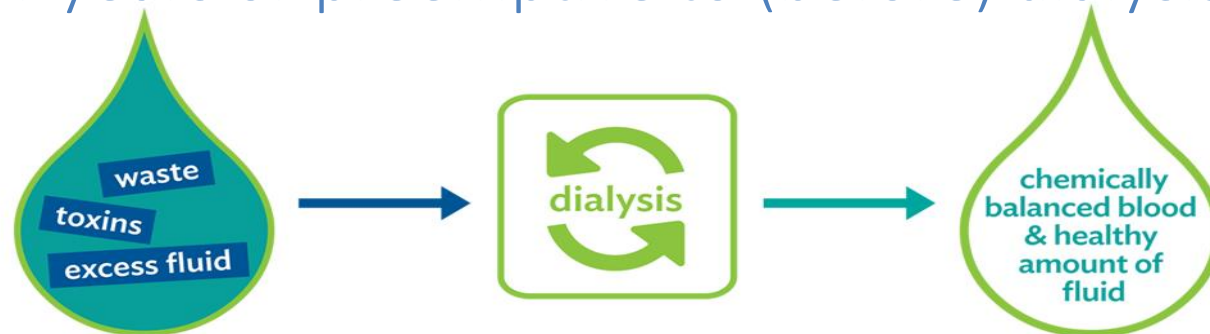 waste
toxins
excess fluid
dialysis
chemically
balanced blood
& healthy
amount of
fluid